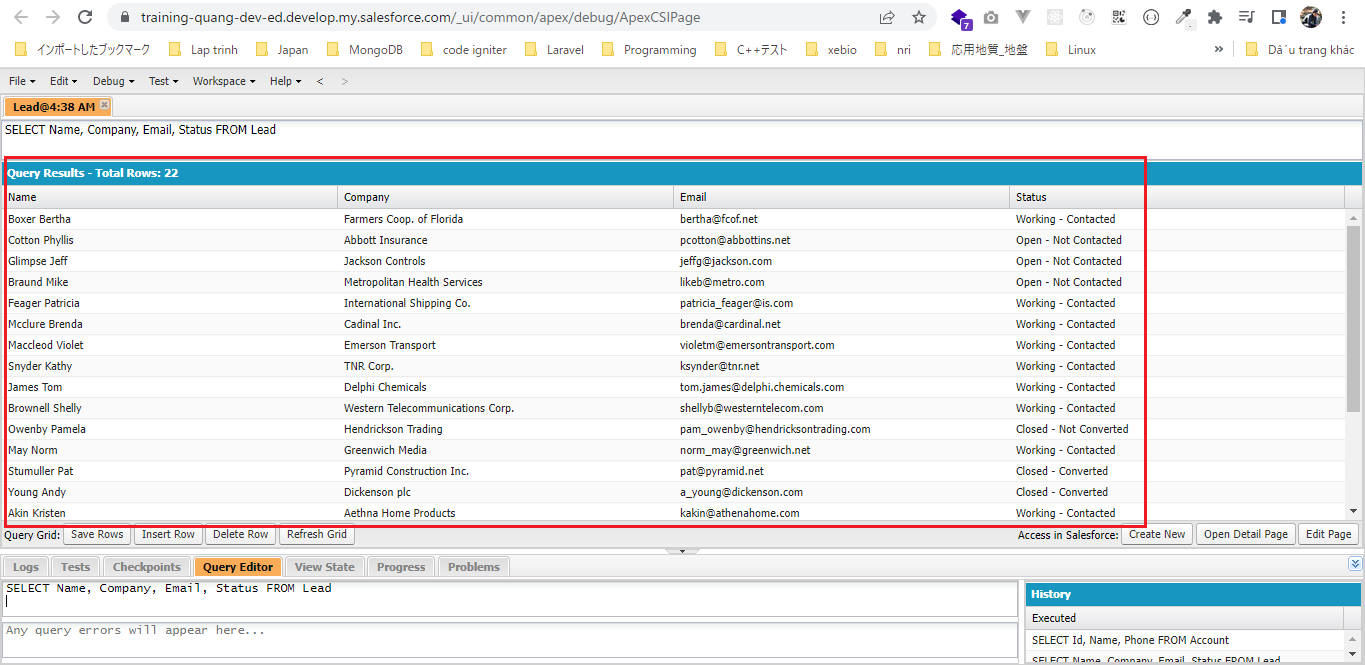 training-quang-dev-ed.develop.my.salesforce.com/_ui/common/apex/debug/ApexCSIPage
7
インポートしたブックマーク Lap trinh Japan MongoDB code igniter Laravel Programming C++テスト xebio nri 応用地質_地盤 Linux » Dấu trang khác
File Edit Debug Test Workspace Help < >
Lead@4:38 AM
SELECT Name, Company, Email, Status FROM Lead
Query Results - Total Rows: 22
Name Company Email Status
Boxer Bertha Farmers Coop. of Florida bertha@fcof.net Working - Contacted
Cotton Phyllis Abbott Insurance pcotton@abbottins.net Open - Not Contacted
Glimpse Jeff Jackson Controls jeffg@jackson.com Open - Not Contacted
Braund Mike Metropolitan Health Services likeb@metro.com Open - Not Contacted
Feager Patricia International Shipping Co. patricia_feager@is.com Working - Contacted
Mcclure Brenda Cadinal Inc. brenda@cardinal.net Working - Contacted
Maccleod Violet Emerson Transport violetm@emersontransport.com Working - Contacted
Snyder Kathy TNR Corp. ksynder@tnr.net Working - Contacted
James Tom Delphi Chemicals tom.james@delphi.chemicals.com Working - Contacted
Brownell Shelly Western Telecommunications Corp. shellyb@westerntelecom.com Working - Contacted
Owenby Pamela Hendrickson Trading pam_owenby@hendricksontrading.com Closed - Not Converted
May Norm Greenwich Media norm_may@greenwich.net Working - Contacted
Stumuller Pat Pyramid Construction Inc. pat@pyramid.net Closed - Converted
Young Andy Dickenson plc a_young@dickenson.com Closed - Converted
Akin Kristen Aethna Home Products kakin@athenahome.com Working - Contacted
Query Grid: Save Rows Insert Row Delete Row Refresh Grid Access in Salesforce: Create New Open Detail Page Edit Page
Logs Tests Checkpoints Query Editor View State Progress Problems
SELECT Name, Company, Email, Status FROM Lead
Any query errors will appear here...
History
Executed
SELECT Id, Name, Phone FROM Account
SELECT Name, Company, Email, Status FROM Lead